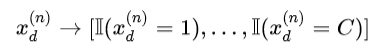 x_d^{(n)} → [𝕀(x_d^{(n)} = 1), . . . , 𝕀(x_d^{(n)} = C)]